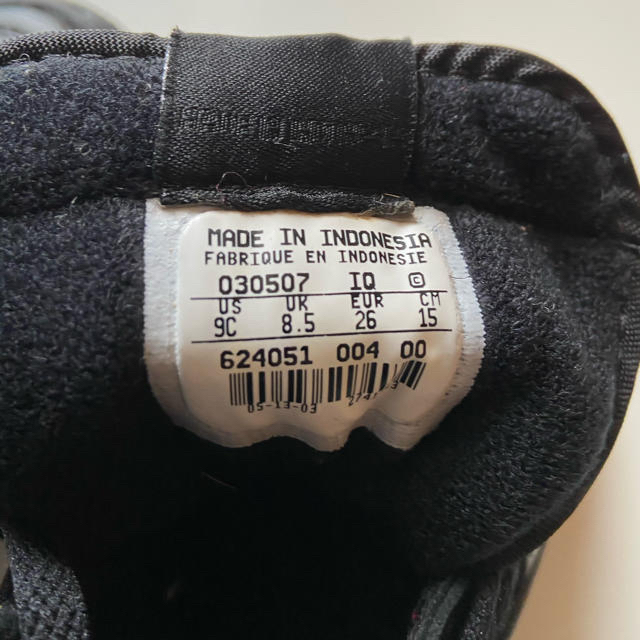 MADE IN INDONESIA
FABRIQUE EN INDONESIE
030507 IQ ©
US UK EUR CM
9C 8.5 26 15
624051 004 00
05-13-03